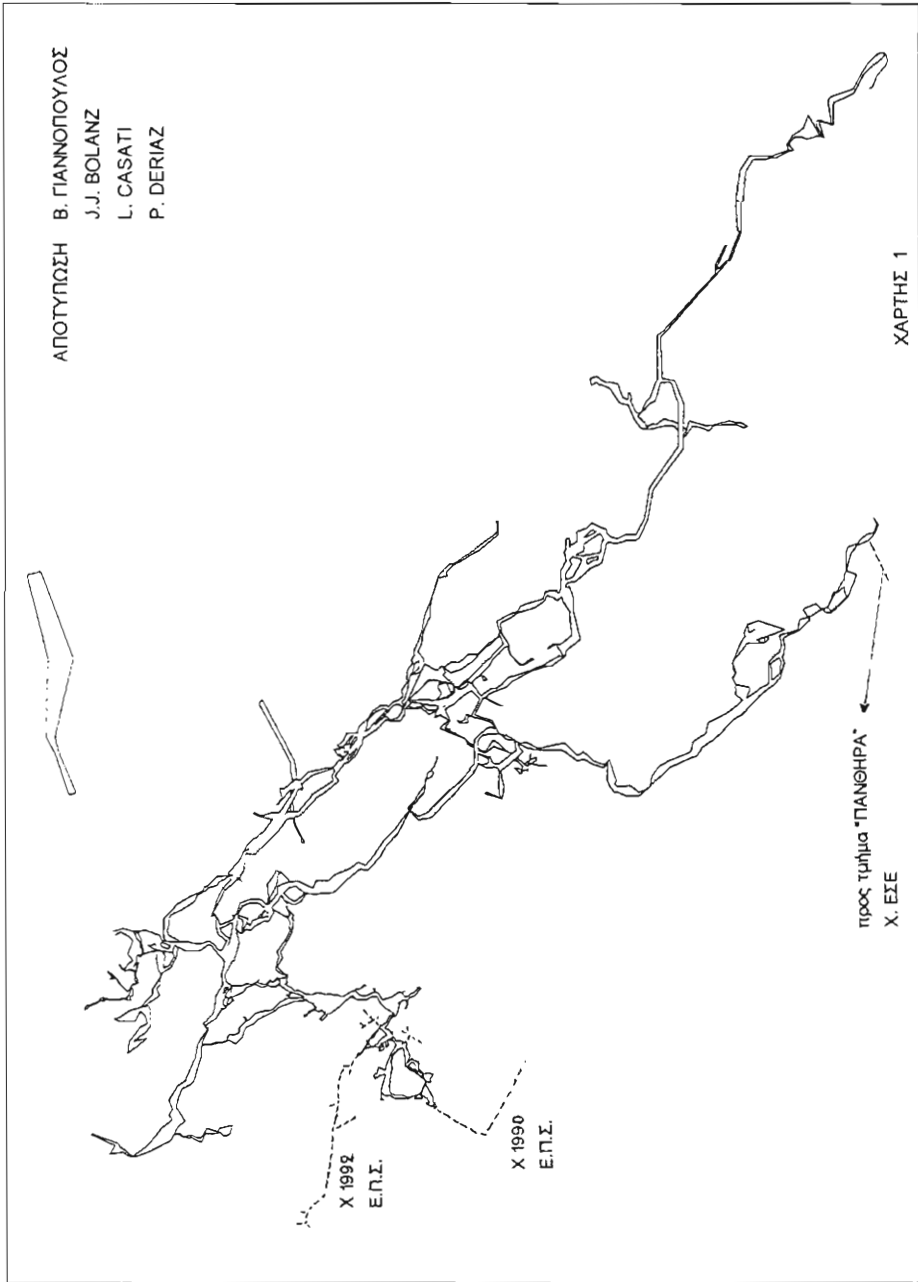 ΑΠΟΤΥΠΩΣΗ Β. ΓΙΑΝΝΟΠΟΥΛΟΣ
J.J. BOLANZ
L. CASATI
P. DERIAZ
Χ 1992
Ε.Π.Σ.
Χ 1990
Ε.Π.Σ.
προς τμήμα "ΠΑΝΘΗΡΑ"
Χ. ΕΣΕ
ΧΑΡΤΗΣ 1